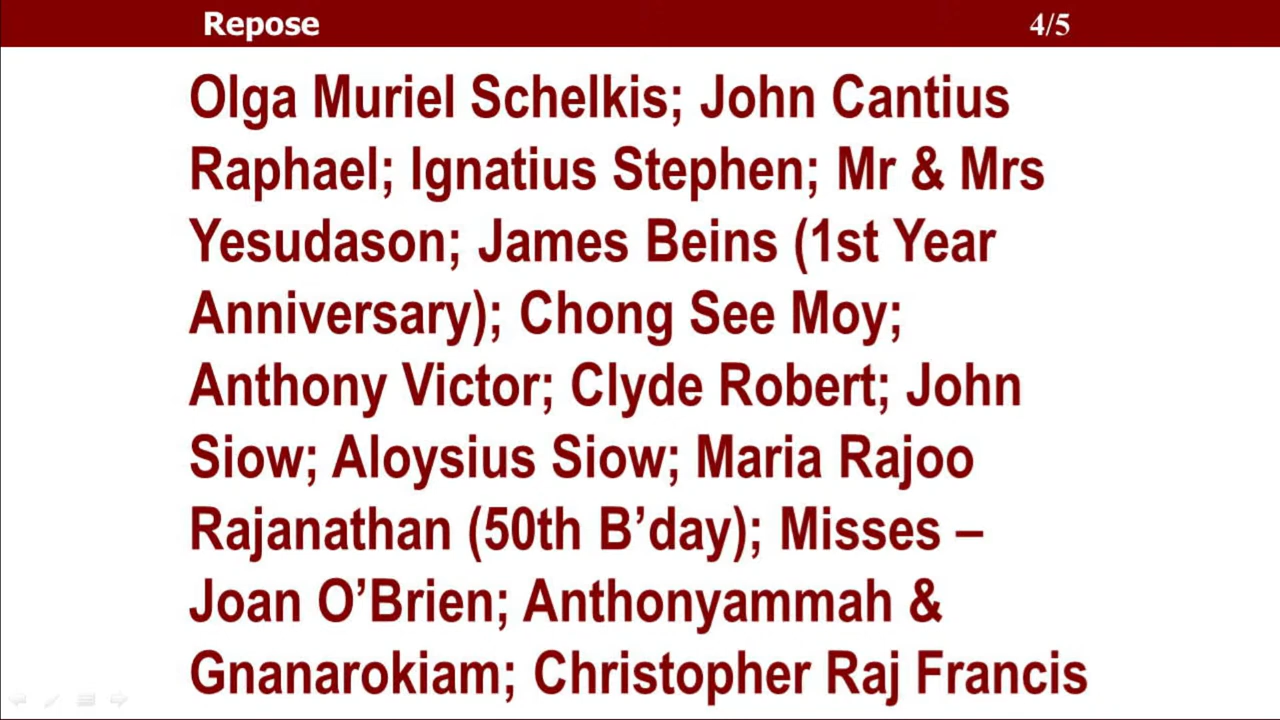 Repose 4/5
Olga Muriel Schelkis; John Cantius
Raphael; Ignatius Stephen; Mr & Mrs
Yesudason; James Beins (1st Year
Anniversary); Chong See Moy;
Anthony Victor; Clyde Robert; John
Siow; Aloysius Siow; Maria Rajoo
Rajanathan (50th B’day); Misses –
Joan O’Brien; Anthonyammah &
Gnanarokiam; Christopher Raj Francis